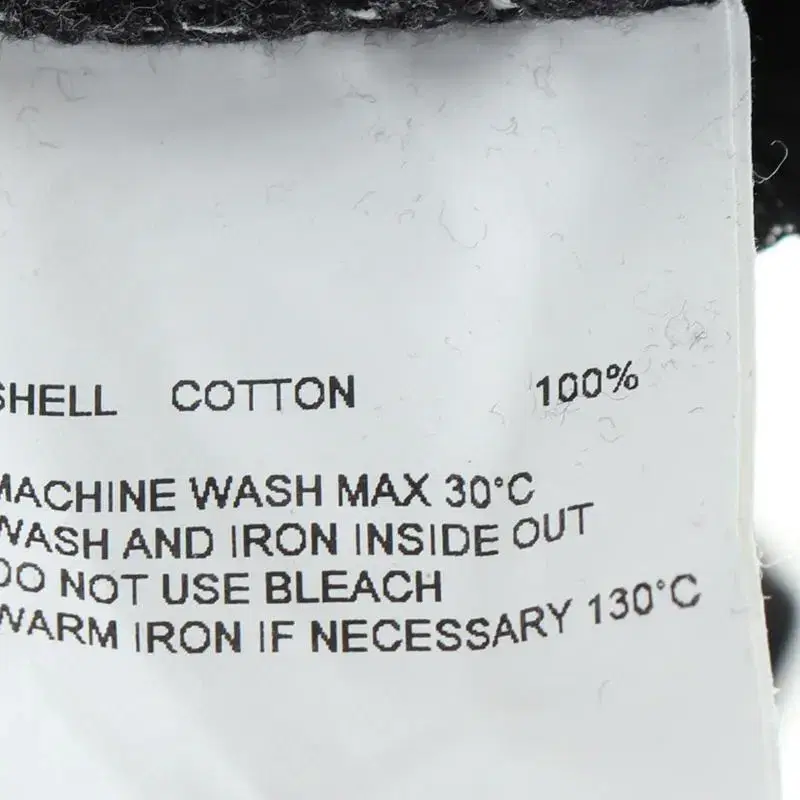 SHELL COTTON 100%
MACHINE WASH MAX 30°C
WASH AND IRON INSIDE OUT
DO NOT USE BLEACH
WARM IRON IF NECESSARY 130°C